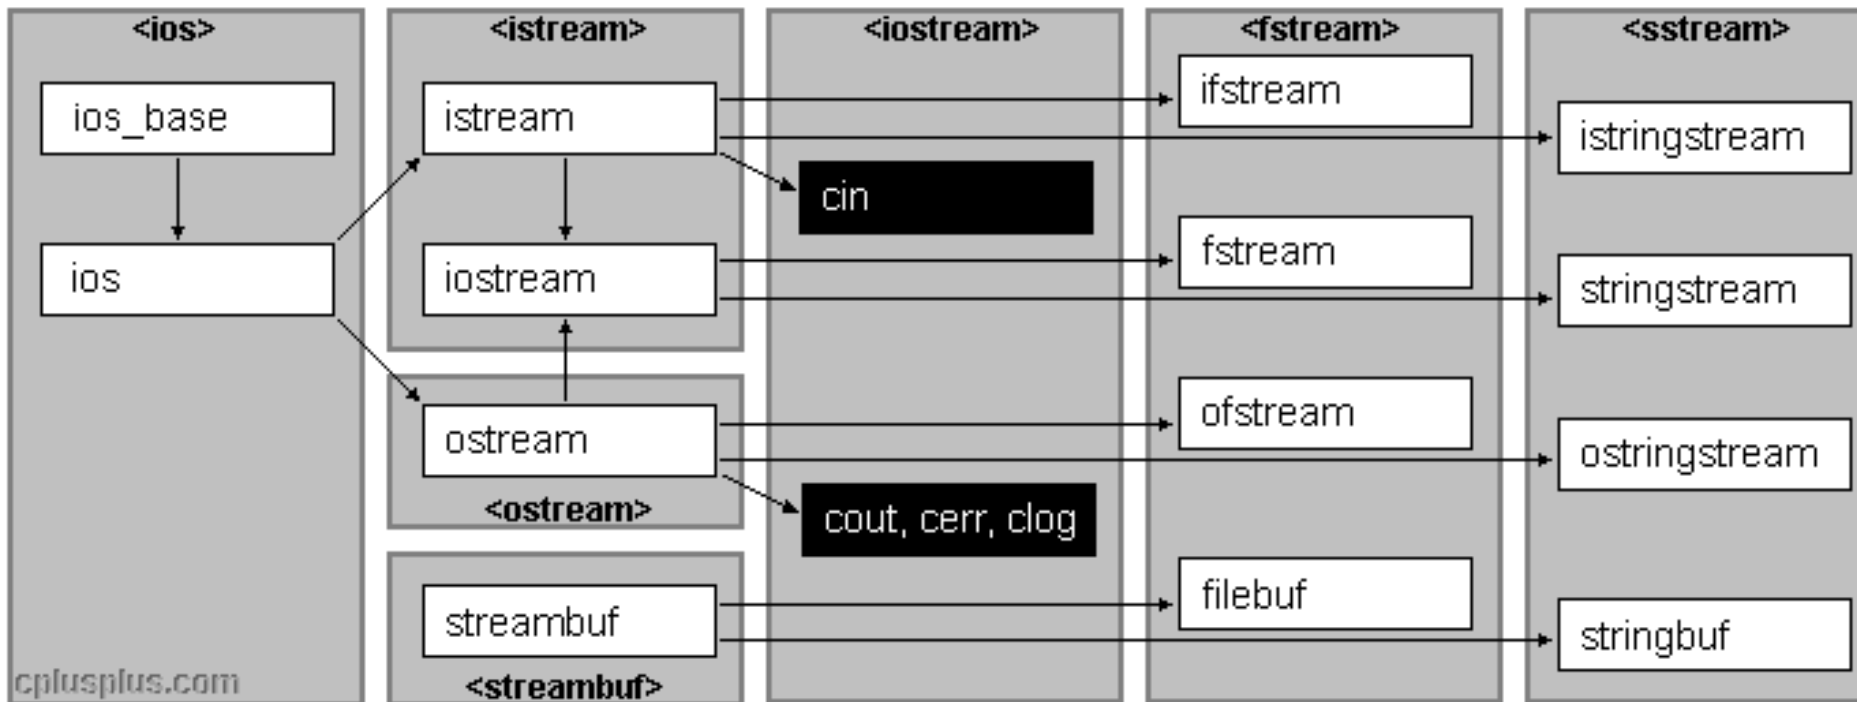 <ios>
ios_base
ios
<istream>
istream
iostream
ostream
<ostream>
streambuf
<streambuf>
<iostream>
cin
cout, cerr, clog
<fstream>
ifstream
fstream
ofstream
filebuf
<sstream>
istringstream
stringstream
ostringstream
stringbuf
cplusplus.com